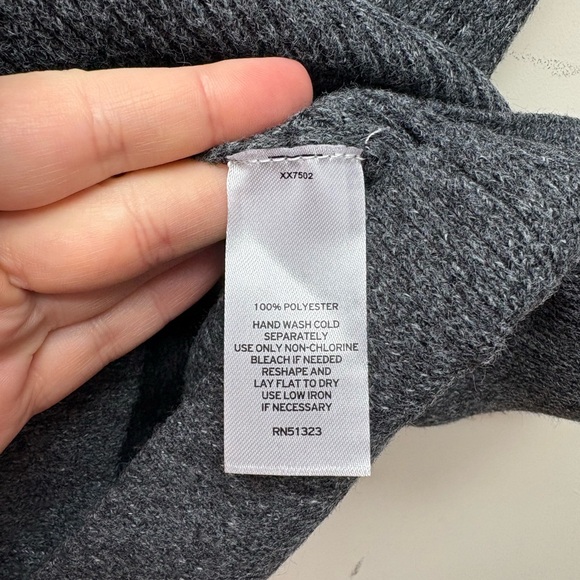 XX7502
100% POLYESTER
HAND WASH COLD
SEPARATELY
USE ONLY NON-CHLORINE
BLEACH IF NEEDED
RESHAPE AND
LAY FLAT TO DRY
USE LOW IRON
IF NECESSARY
RN51323